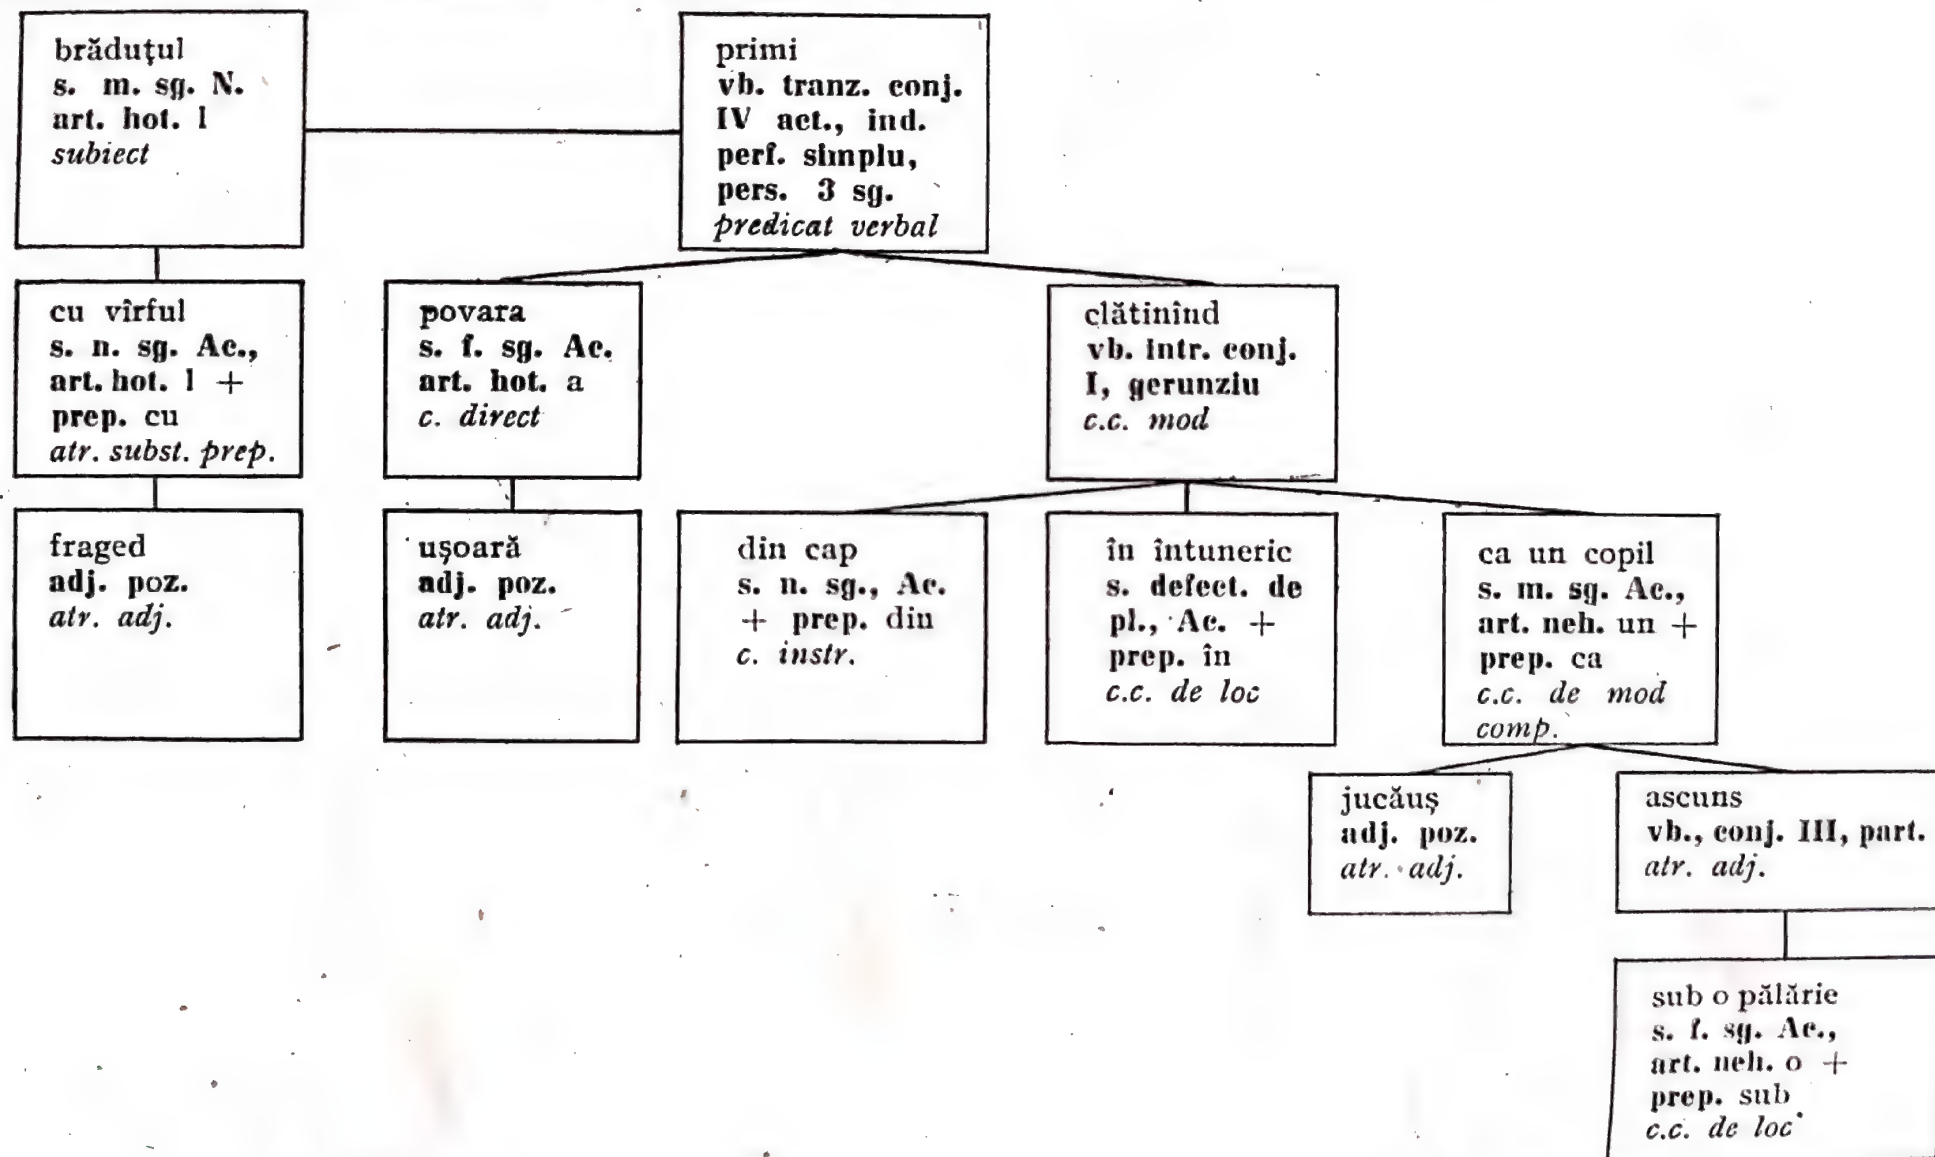 brăduţul
s. m. sg. N.
art. hot. l
subiect
primi
vb. tranz. conj.
IV act., ind.
perf. simplu,
pers. 3 sg.
predicat verbal
cu vîrful
s. n. sg. Ac.,
art. hot. l +
prep. cu
atr. subst. prep.
povara
s. f. sg. Ac.
art. hot. a
c. direct
clătinînd
vb. intr. conj.
I, gerunziu
c.c. mod
fraged
adj. poz.
atr. adj.
uşoară
adj. poz.
atr. adj.
din cap
s. n. sg., Ac.
+ prep. din
c. instr.
în întuneric
s. defect. de
pl., Ac. +
prep. în
c.c. de loc
ca un copil
s. m. sg. Ac.,
art. neh. un +
prep. ca
c.c. de mod
comp.
jucăuş
adj. poz.
atr. adj.
ascuns
vb., conj. III, part.
atr. adj.
sub o pălărie
s. f. sg. Ac.,
art. neh. o +
prep. sub
c.c. de loc